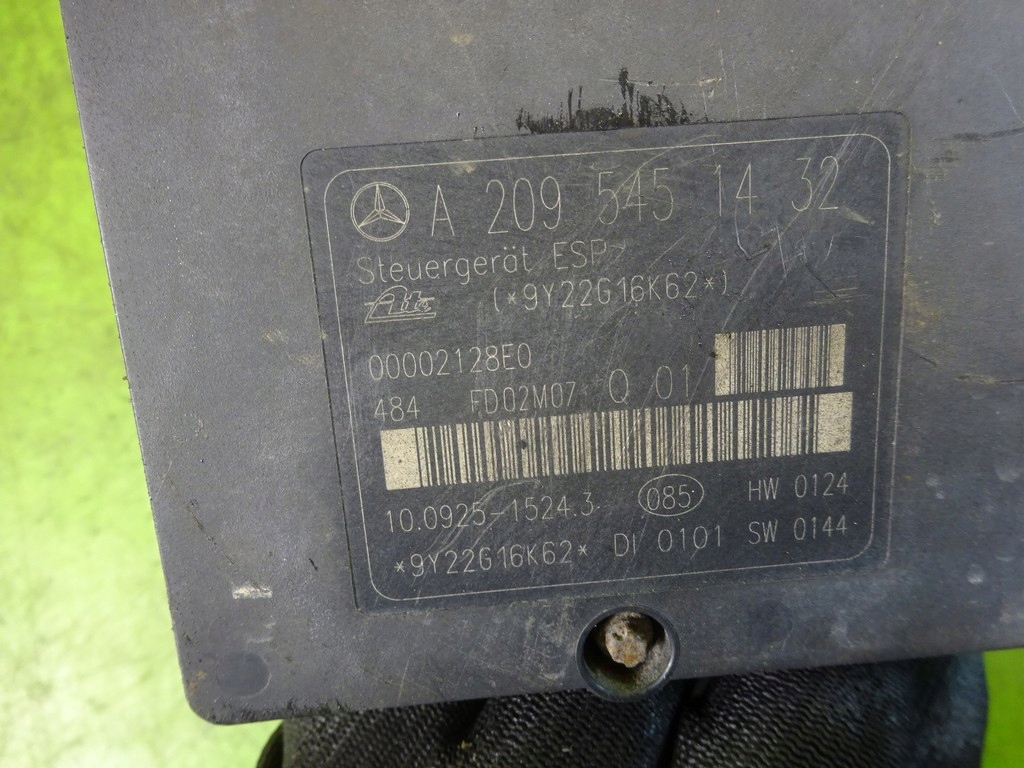 A 209 545 14 32
Steuergerät ESP
Ate (*9Y22G16K62*)
00002128E0
484 FD02M07 Q 01
10.0925-1524.3 085 HW 0124
*9Y22G16K62* DI 0101 SW 0144